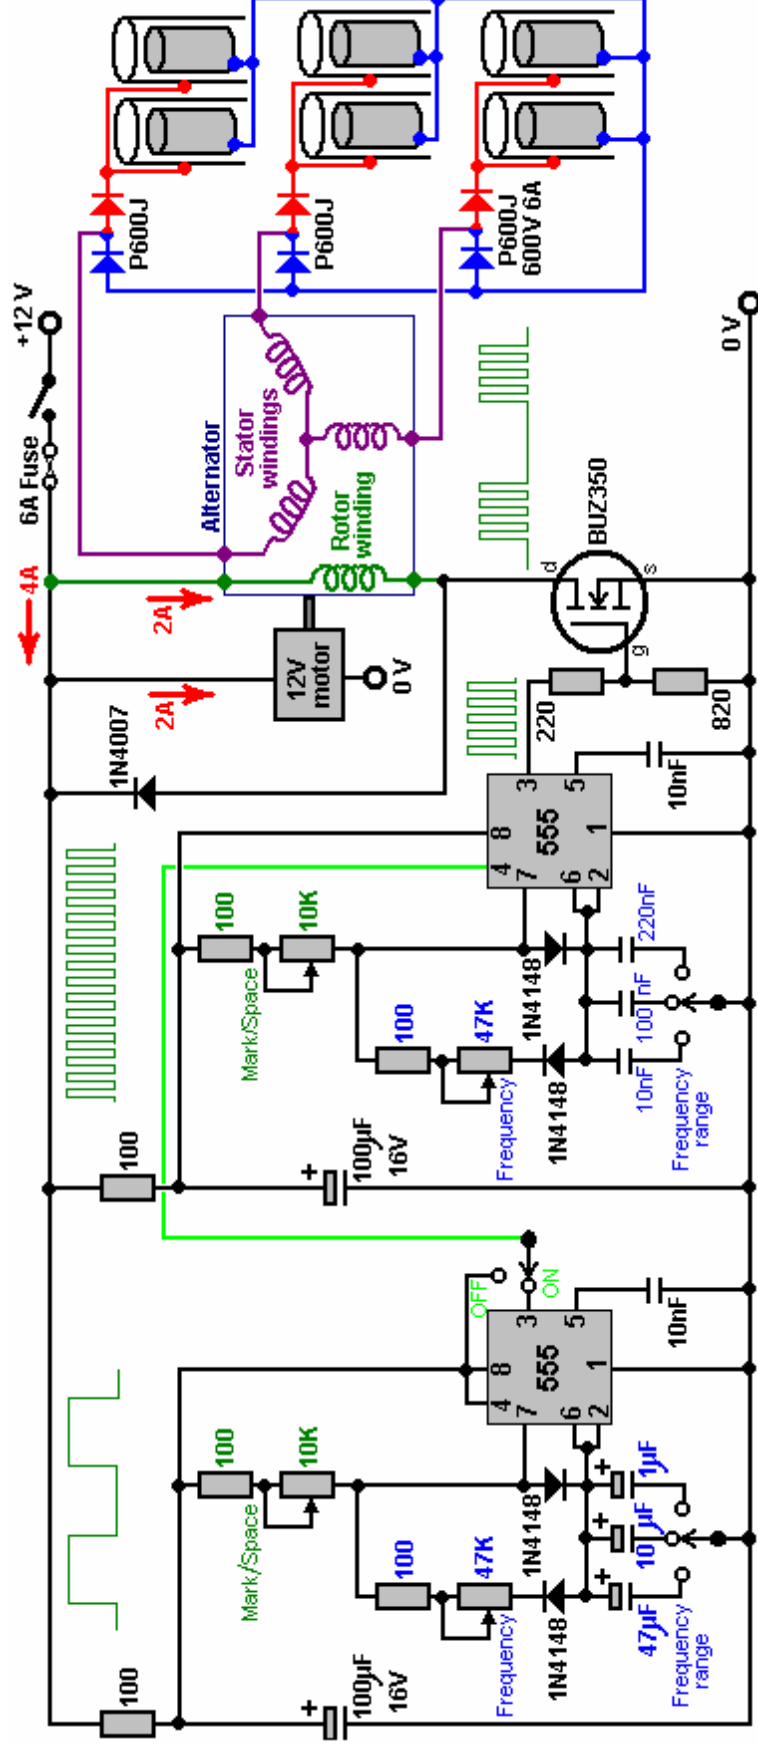 100
100µF
16V
Mark/Space
100
10K
100
47K
Frequency
1N4148
1N4148
47µF
10 µF
1µF
Frequency
range
4
8
7
3
555
6
2
1
5
OFF
ON
10nF
100
100µF
16V
Mark/Space
100
10K
100
47K
Frequency
1N4148
1N4148
10nF
100 nF
220nF
Frequency
range
4
8
7
3
555
6
2
1
5
10nF
1N4007
220
820
g
d
s
BUZ350
2A
2A
4A
12V
motor
0 V
6A Fuse
+12 V
Alternator
Stator
windings
Rotor
winding
P600J
P600J
P600J
600V 6A
0 V